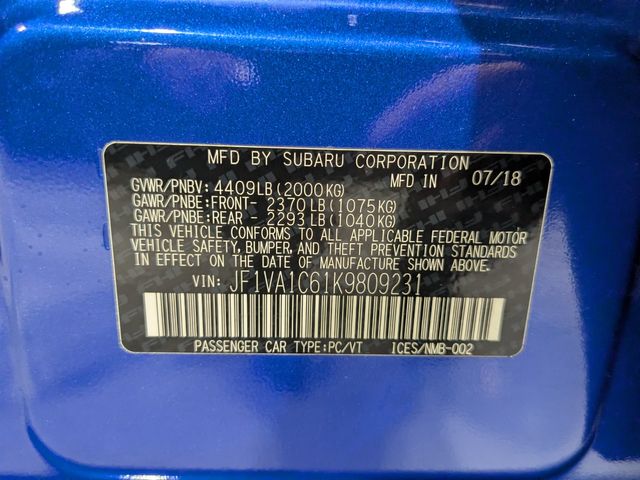 MFD BY SUBARU CORPORATION
MFD IN 07/18
GVWR/PNBV: 4409LB(2000KG)
GAWR/PNBE:FRONT- 2370LB(1075KG)
GAWR/PNBE:REAR - 2293LB(1040KG)
THIS VEHICLE CONFORMS TO ALL APPLICABLE FEDERAL MOTOR
VEHICLE SAFETY, BUMPER, AND THEFT PREVENTION STANDARDS
IN EFFECT ON THE DATE OF MANUFACTURE SHOWN ABOVE.
VIN: JF1VA1C61K9809231
PASSENGER CAR TYPE:PC/VT ICES/NMB-002